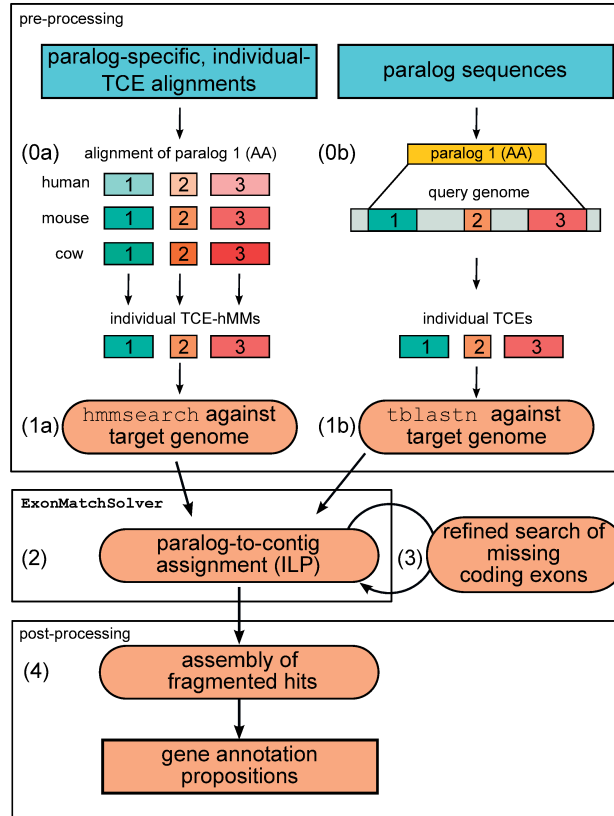 pre-processing
paralog-specific, individual-
TCE alignments
paralog sequences
(0a)
alignment of paralog 1 (AA)
human
1 2 3
mouse
1 2 3
cow
1 2 3
individual TCE-hMMs
1 2 3
(1a)
hmmsearch against
target genome
(0b)
paralog 1 (AA)
query genome
1 2 3
individual TCEs
1 2 3
(1b)
tblastn against
target genome
ExonMatchSolver
(2)
paralog-to-contig
assignment (ILP)
(3)
refined search of
missing
coding exons
post-processing
(4)
assembly of
fragmented hits
gene annotation
propositions